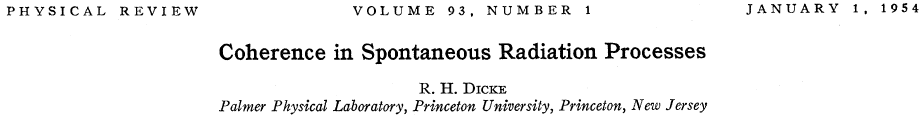 PHYSICAL REVIEW VOLUME 93, NUMBER 1 JANUARY 1, 1954
Coherence in Spontaneous Radiation Processes
R. H. DICKE
Palmer Physical Laboratory, Princeton University, Princeton, New Jersey